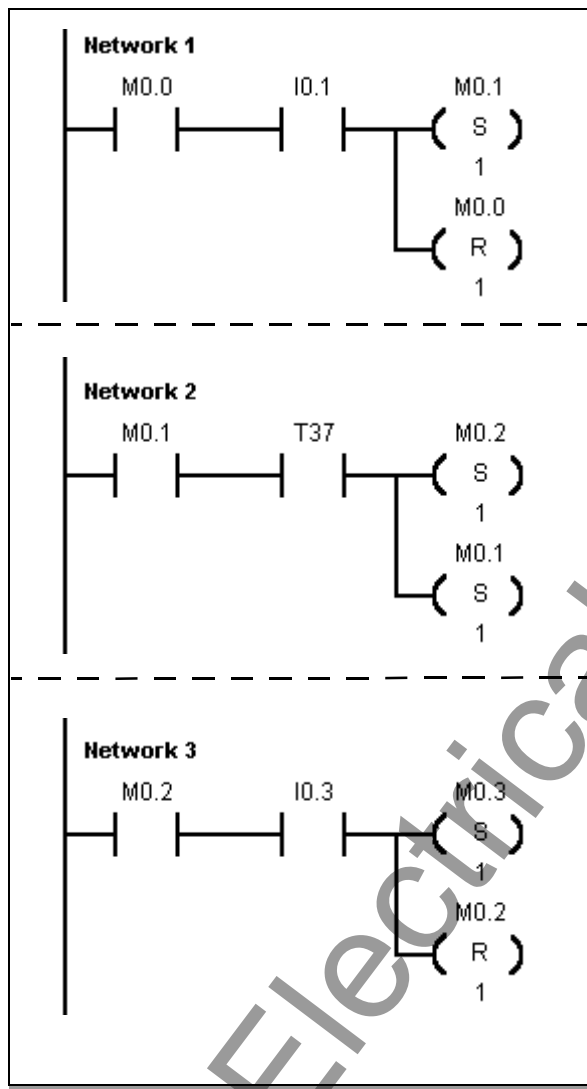 Network 1
M0.0 I0.1 M0.1
S
1
M0.0
R
1
Network 2
M0.1 T37 M0.2
S
1
M0.1
S
1
Network 3
M0.2 I0.3 M0.3
S
1
M0.2
R
1
Electrical